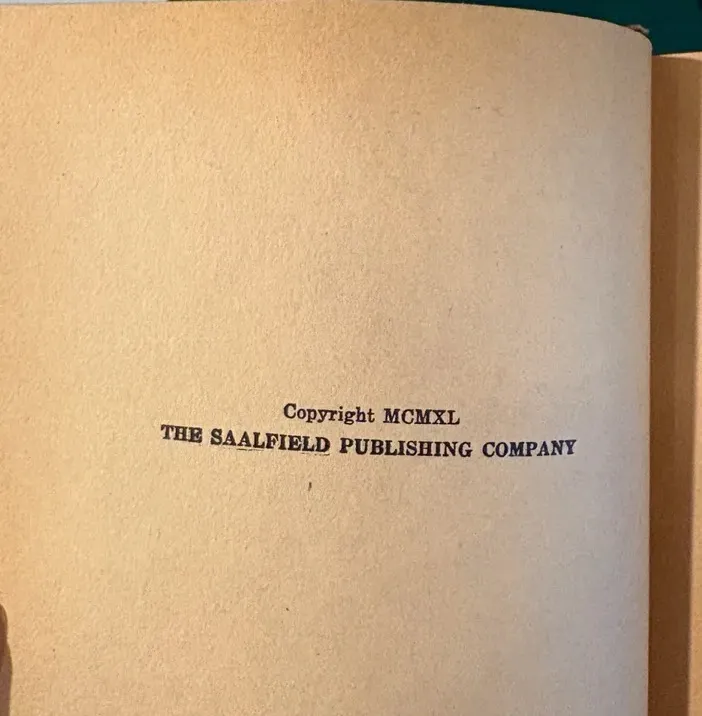 Copyright MCMXL
THE SAALFIELD PUBLISHING COMPANY